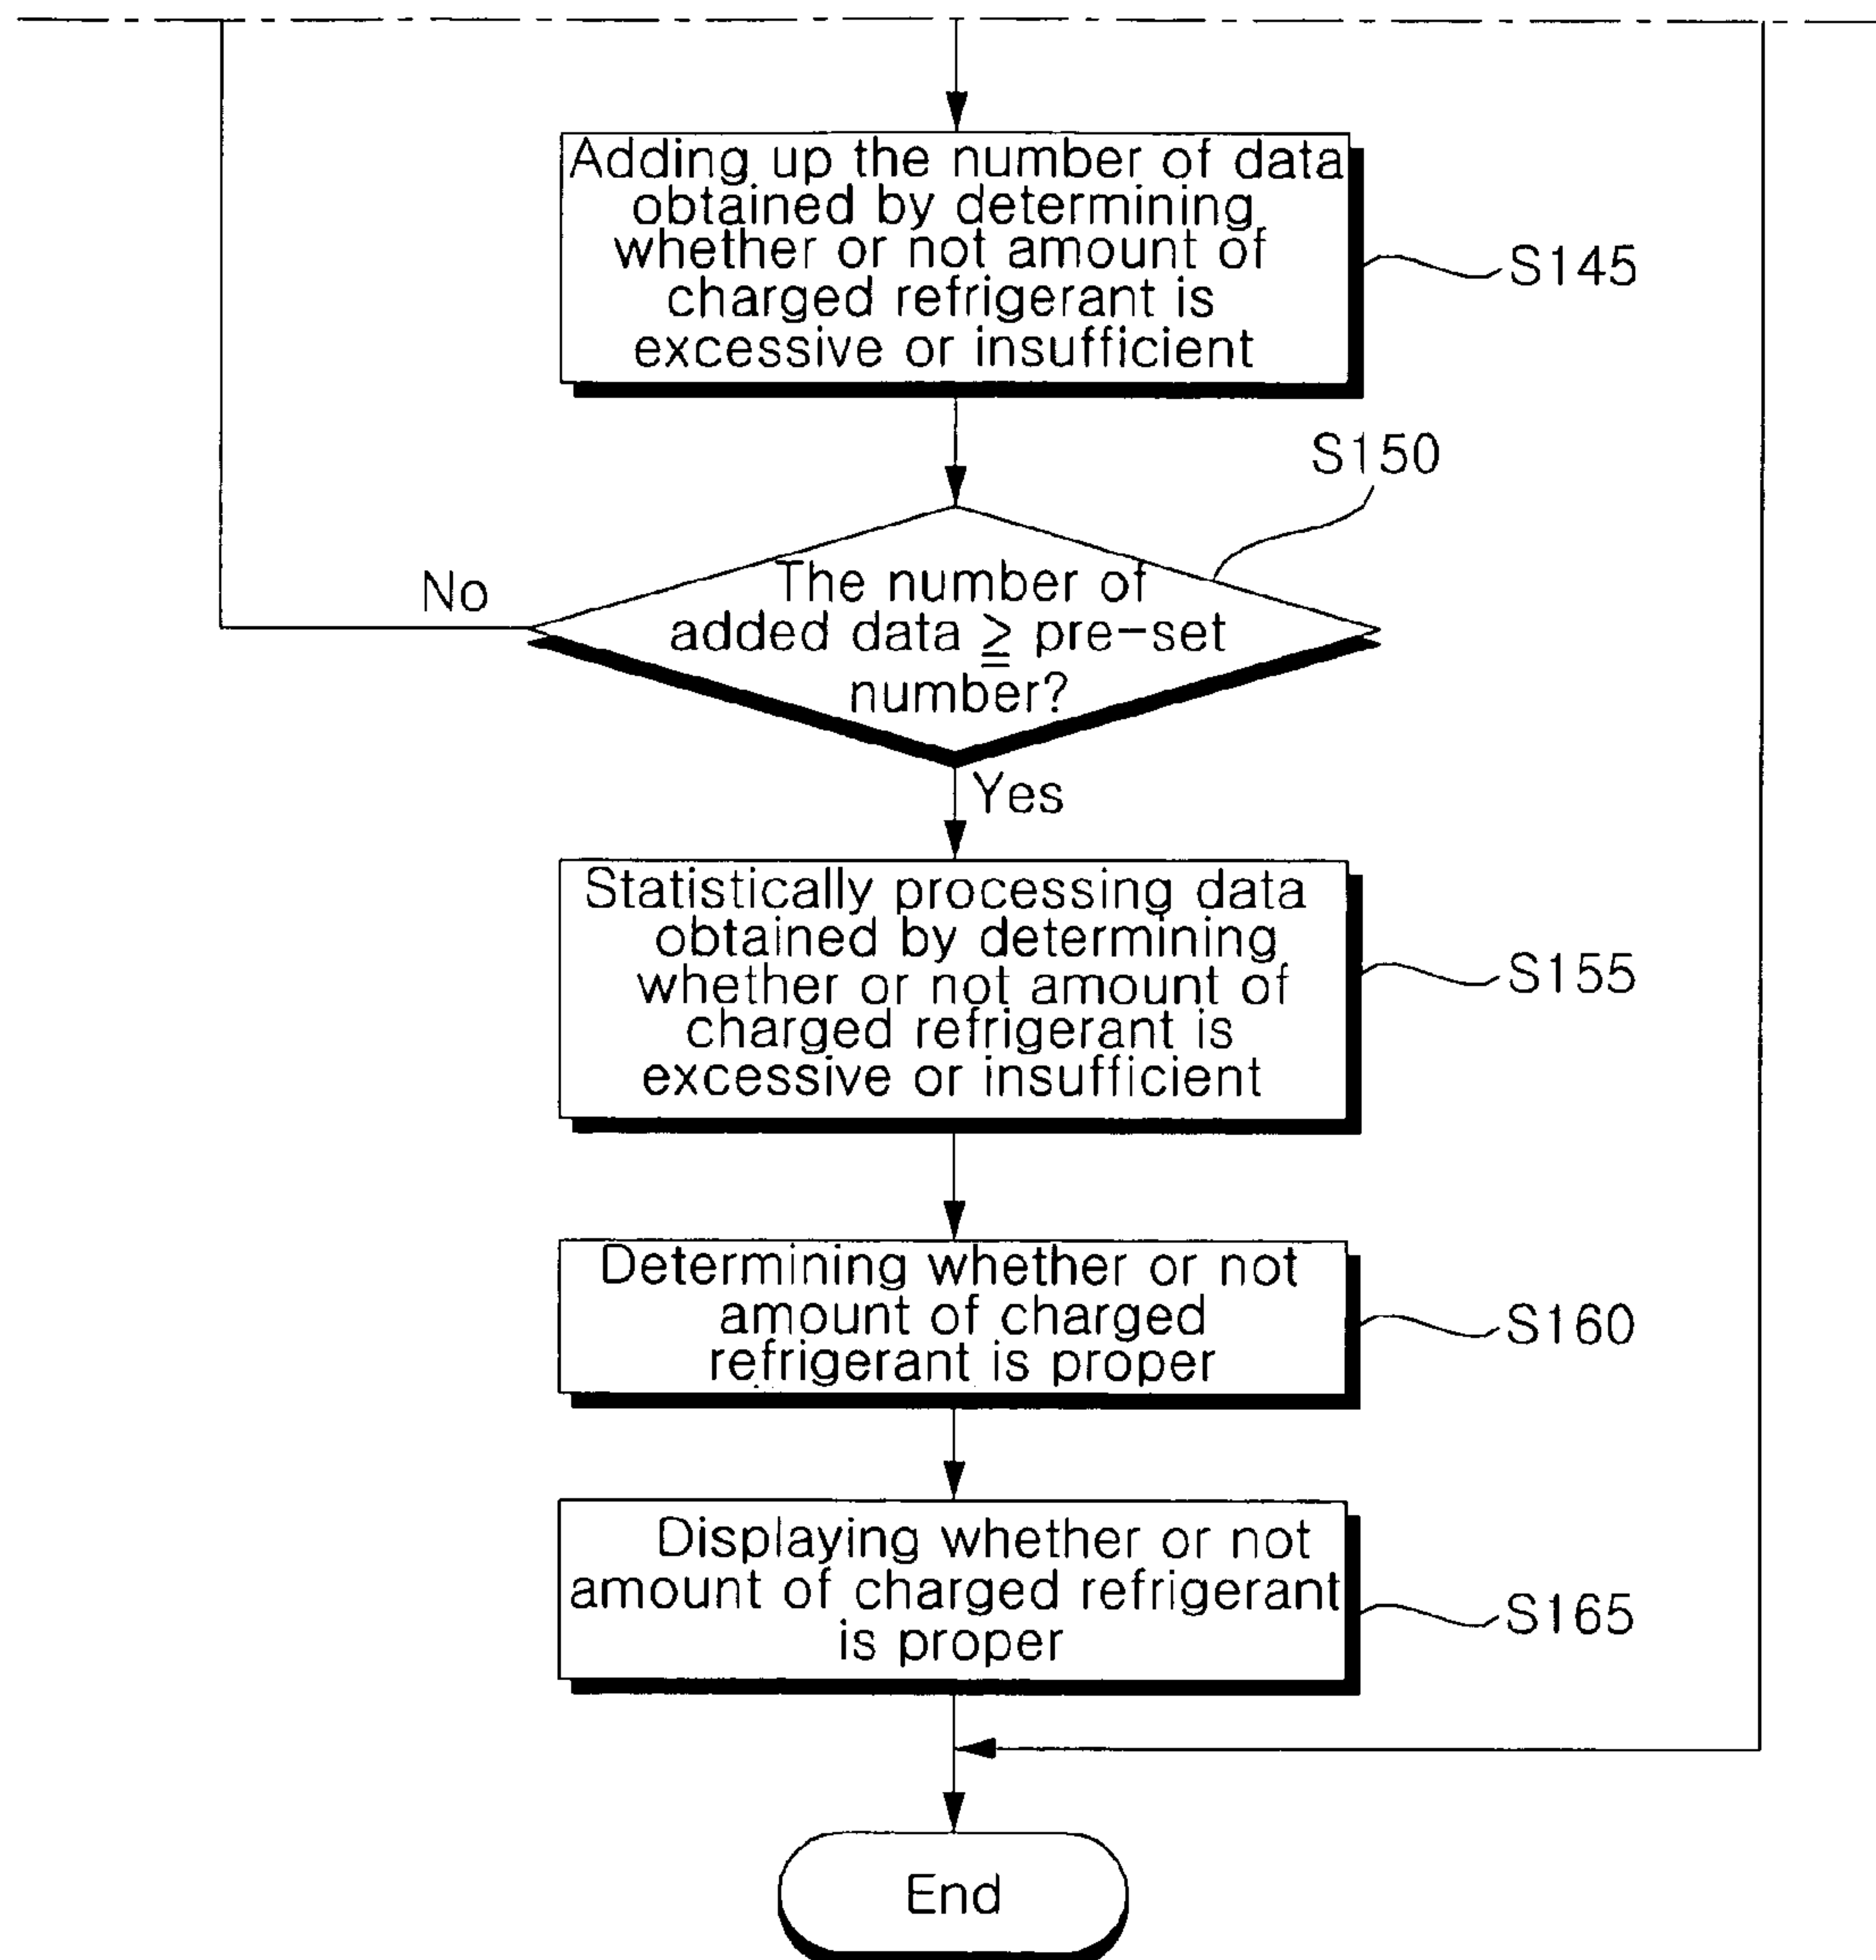 Adding up the number of data
obtained by determining
whether or not amount of
charged refrigerant is
excessive or insufficient
S145
S150
No
The number of
added data ≧ pre-set
number?
Yes
Statistically processing data
obtained by determining
whether or not amount of
charged refrigerant is
excessive or insufficient
S155
Determining whether or not
amount of charged
refrigerant is proper
S160
Displaying whether or not
amount of charged refrigerant
is proper
S165
End